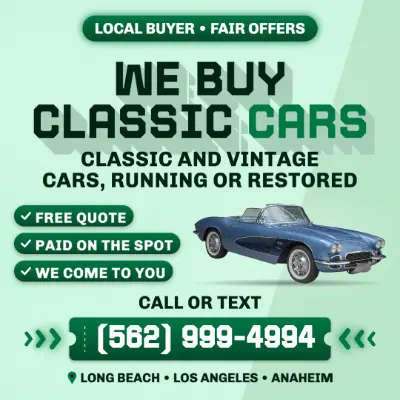 LOCAL BUYER • FAIR OFFERS
WE BUY
CLASSIC CARS
CLASSIC AND VINTAGE
CARS, RUNNING OR RESTORED
FREE QUOTE
PAID ON THE SPOT
WE COME TO YOU
CALL OR TEXT
(562) 999-4994
LONG BEACH • LOS ANGELES • ANAHEIM